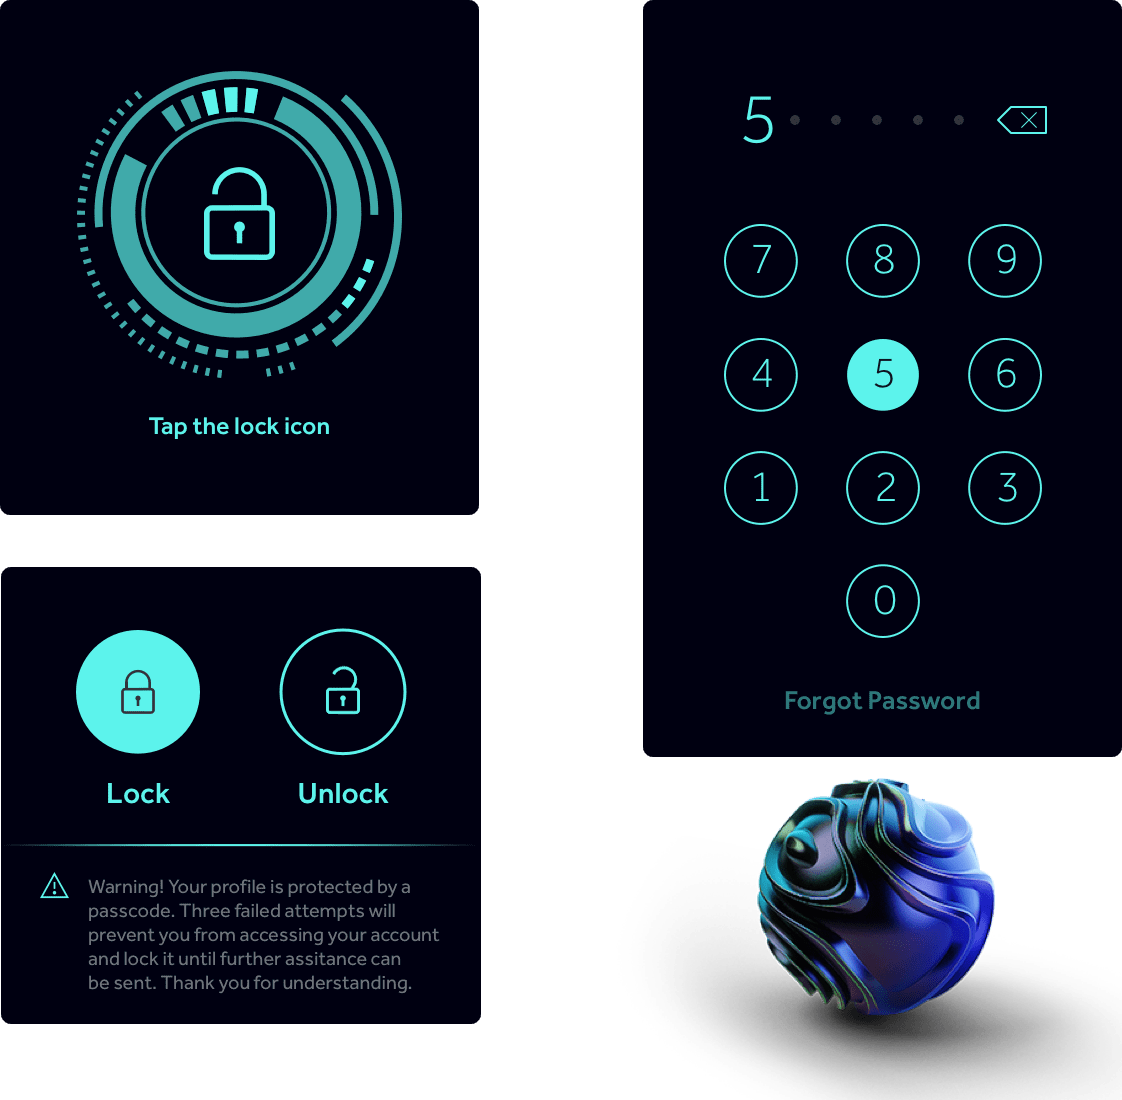 Tap the lock icon
5
7 8 9
4 5 6
1 2 3
0
Forgot Password
Lock Unlock
Warning! Your profile is protected by a
passcode. Three failed attempts will
prevent you from accessing your account
and lock it until further assitance can
be sent. Thank you for understanding.